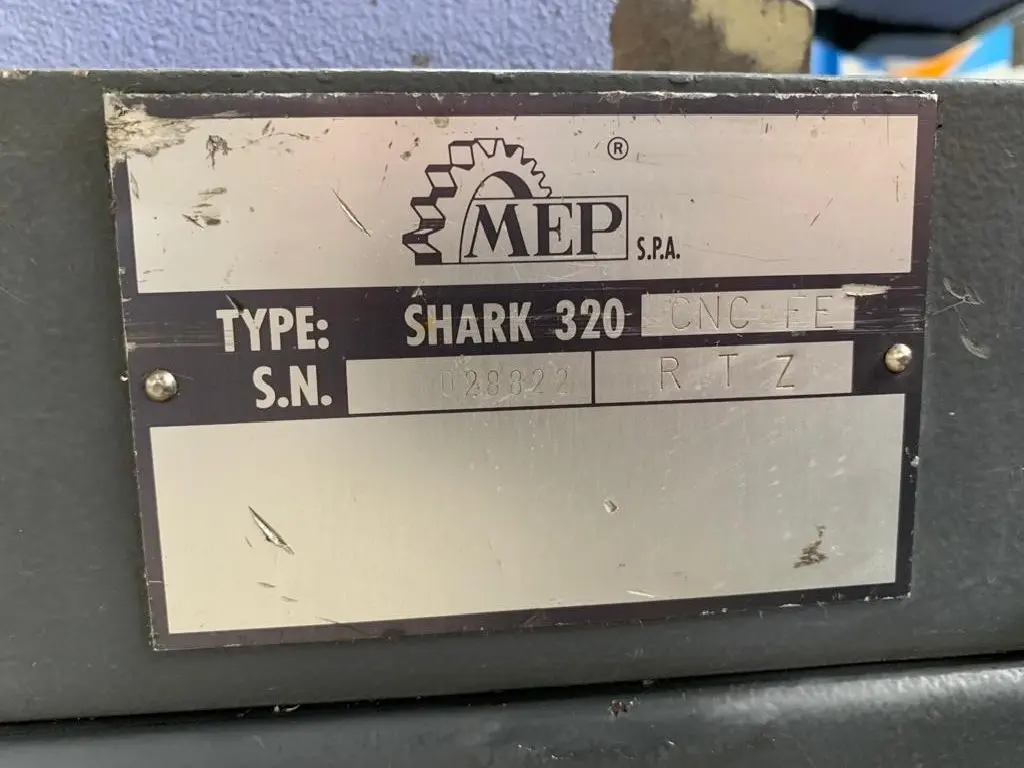 ®
MEP S.P.A.
TYPE: SHARK 320 CNC FE
S.N. 028822 R T Z